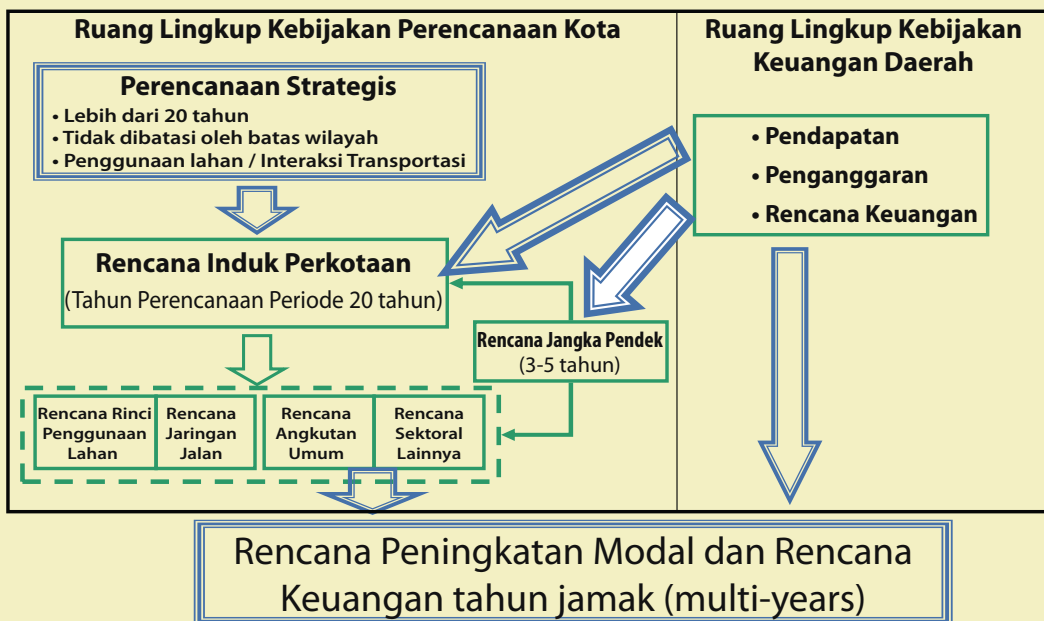 Ruang Lingkup Kebijakan Perencanaan Kota
Perencanaan Strategis
• Lebih dari 20 tahun
• Tidak dibatasi oleh batas wilayah
• Penggunaan lahan / Interaksi Transportasi
Rencana Induk Perkotaan
(Tahun Perencanaan Periode 20 tahun)
Rencana Jangka Pendek
(3-5 tahun)
Rencana Rinci
Penggunaan
Lahan
Rencana
Jaringan
Jalan
Rencana
Angkutan
Umum
Rencana
Sektoral
Lainnya
Ruang Lingkup Kebijakan
Keuangan Daerah
• Pendapatan
• Penganggaran
• Rencana Keuangan
Rencana Peningkatan Modal dan Rencana
Keuangan tahun jamak (multi-years)